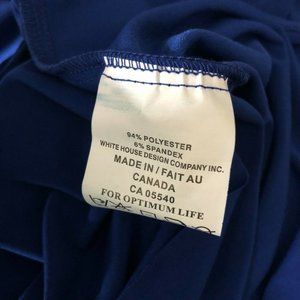 94% POLYESTER
6% SPANDEX
WHITE HOUSE DESIGN COMPANY INC.
MADE IN / FAIT AU
CANADA
CA 05540
FOR OPTIMUM LIFE